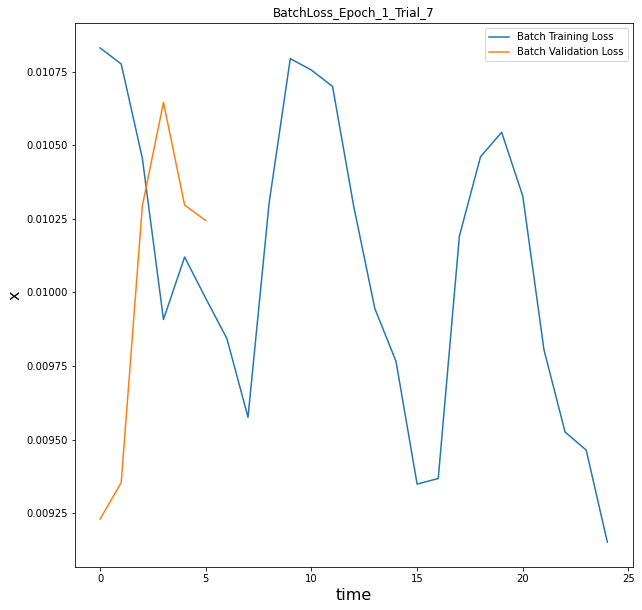 BatchLoss_Epoch_1_Trial_7
Batch Training Loss
Batch Validation Loss
0.01075
0.01050
0.01025
0.01000
0.00975
0.00950
0.00925
x
0 5 10 15 20 25
time